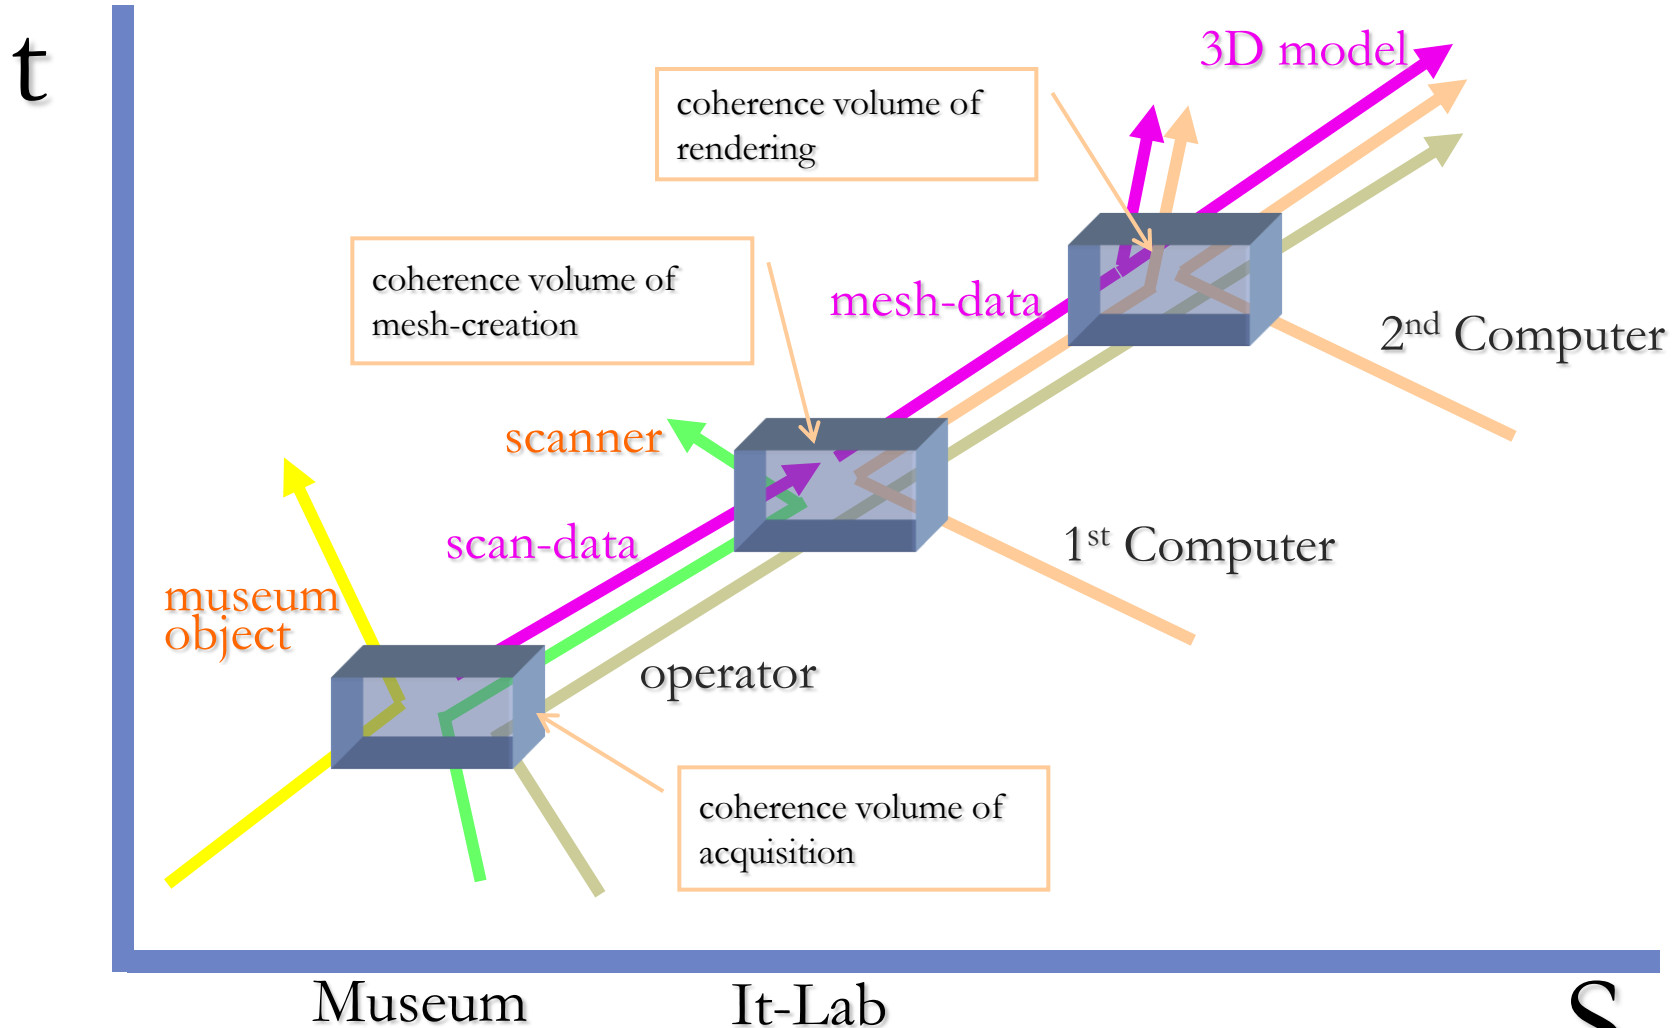 t
3D model
coherence volume of
rendering
coherence volume of
mesh-creation
mesh-data
2nd Computer
scanner
scan-data
1st Computer
museum
object
operator
coherence volume of
acquisition
Museum
It-Lab
S